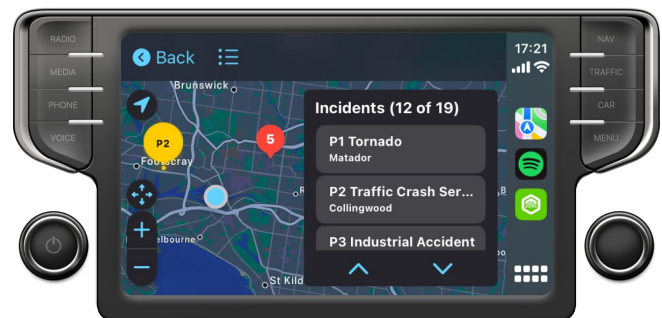 RADIO
MEDIA
PHONE
VOICE
Back
17:21
Brunswick
P2
5
Footscray
elbourne
St Kild
Incidents (12 of 19)
P1 Tornado
Matador
P2 Traffic Crash Ser...
Collingwood
P3 Industrial Accident
NAV
TRAFFIC
CAR
MENU